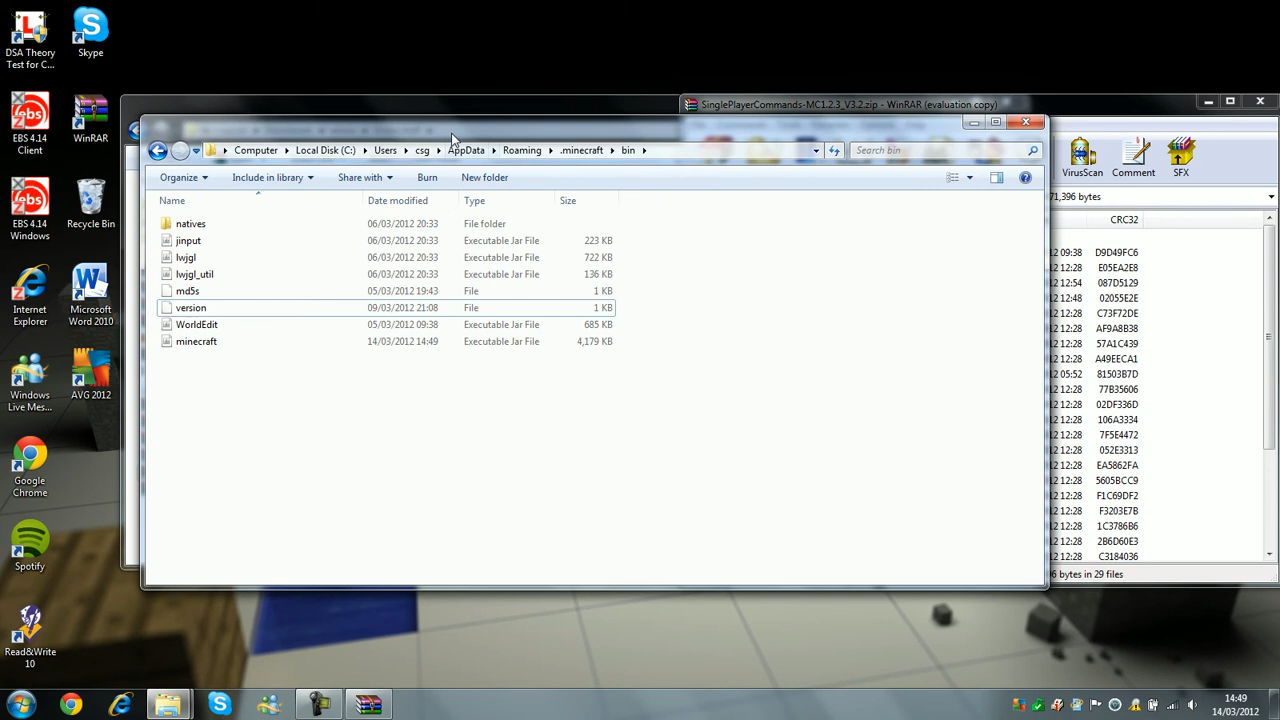 DSA Theory
Test for C...
Skype
EBS 4.14
Client
WinRAR
EBS 4.14
Windows
Recycle Bin
Internet
Explorer
Microsoft
Word 2010
Windows
Live Mes...
AVG 2012
Google
Chrome
Spotify
Read&Write
10
SinglePlayerCommands-MC1.2.3_V3.2.zip - WinRAR (evaluation copy)
Computer Local Disk (C:) Users csg AppData Roaming .minecraft bin
Search bin
Organize Include in library Share with Burn New folder
Name Date modified Type Size
natives 06/03/2012 20:33 File folder
jinput 06/03/2012 20:33 Executable Jar File 223 KB
lwjgl 06/03/2012 20:33 Executable Jar File 722 KB
lwjgl_util 06/03/2012 20:33 Executable Jar File 136 KB
md5s 05/03/2012 19:43 File 1 KB
version 09/03/2012 21:08 File 1 KB
WorldEdit 05/03/2012 09:38 Executable Jar File 685 KB
minecraft 14/03/2012 14:49 Executable Jar File 4,179 KB
VirusScan Comment SFX
71,396 bytes
CRC32
12 09:38 D9D49FC6
12 12:28 E05EA2E8
12 12:54 087D5129
12 12:48 02055E2E
12 12:28 C73F72DE
12 12:28 AF9A8B38
12 12:28 57A1C439
12 12:28 A49EECA1
12 05:52 81503B7D
12 12:28 77B35606
12 12:28 02DF336D
12 12:28 106A3334
12 12:28 7F5E4472
12 12:28 052E3313
12 12:28 EA5862FA
12 12:28 5605BCC9
12 12:28 F1C69DF2
12 12:28 F3203E7B
12 12:28 1C3786B6
12 12:28 2B6D60E3
12 12:28 C3184036
6 bytes in 29 files
14:49
14/03/2012